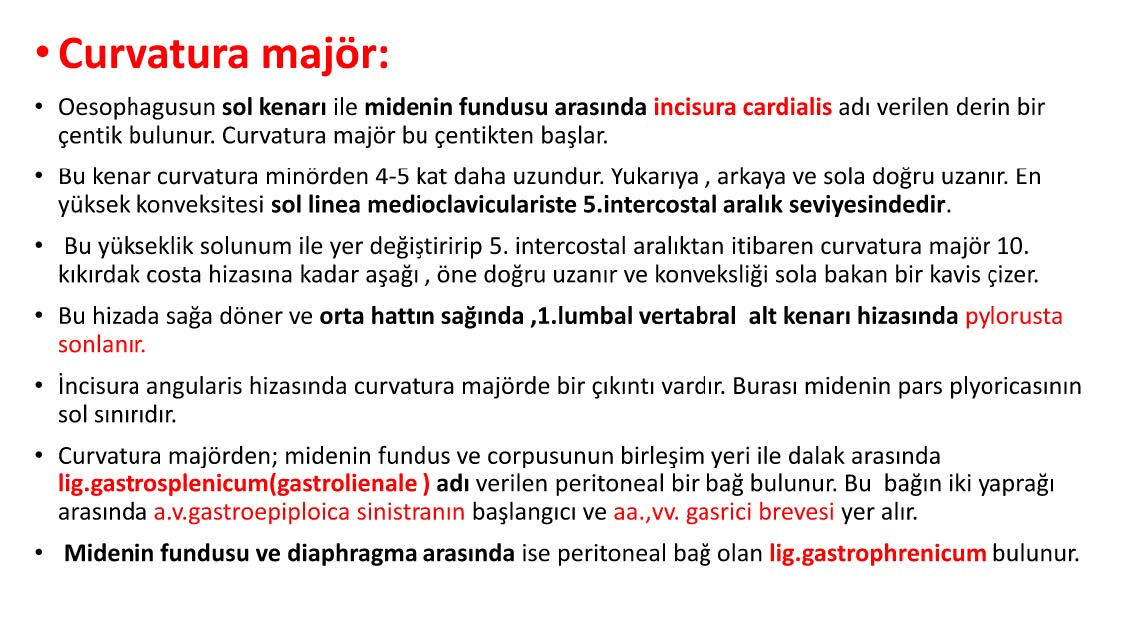 • Curvatura majör:
• Oesophagusun sol kenarı ile midenin fundusu arasında incisura cardialis adı verilen derin bir
çentik bulunur. Curvatura majör bu çentikten başlar.
• Bu kenar curvatura minörden 4-5 kat daha uzundur. Yukarıya , arkaya ve sola doğru uzanır. En
yüksek konveksitesi sol linea medioclaviculariste 5.intercostal aralık seviyesindedir.
• Bu yükseklik solunum ile yer değiştiririp 5. intercostal aralıktan itibaren curvatura majör 10.
kıkırdak costa hizasına kadar aşağı , öne doğru uzanır ve konveksliği sola bakan bir kavis çizer.
• Bu hizada sağa döner ve orta hattın sağında ,1.lumbal vertabral alt kenarı hizasında pylorusta
sonlanır.
• İncisura angularis hizasında curvatura majörde bir çıkıntı vardır. Burası midenin pars plyoricasının
sol sınırıdır.
• Curvatura majörden; midenin fundus ve corpusunun birleşim yeri ile dalak arasında
lig.gastrosplenicum(gastrolienale ) adı verilen peritoneal bir bağ bulunur. Bu bağın iki yaprağı
arasında a.v.gastroepiploica sinistranın başlangıcı ve aa.,vv. gasrici brevesi yer alır.
• Midenin fundusu ve diaphragma arasında ise peritoneal bağ olan lig.gastrophrenicum bulunur.